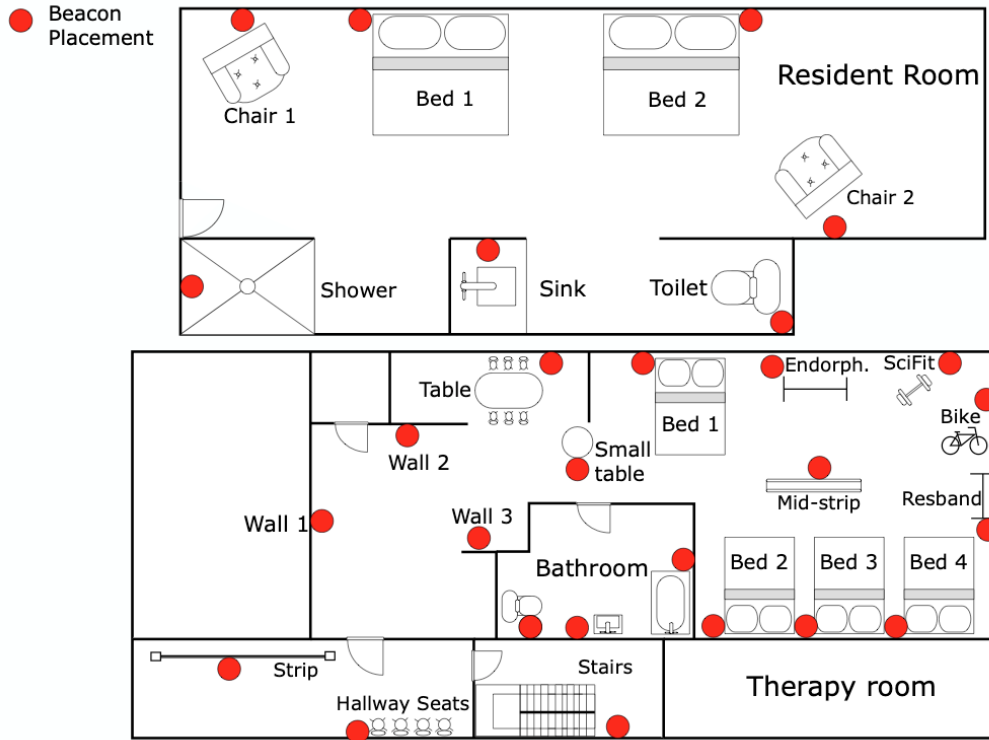 Beacon
Placement
Resident Room
Bed 1
Bed 2
Chair 1
Chair 2
Shower
Sink
Toilet
Endorph.
SciFit
Table
Bike
Bed 1
Small
table
Wall 2
Mid-strip
Resband
Wall 1
Wall 3
Bathroom
Bed 2
Bed 3
Bed 4
Strip
Stairs
Hallway Seats
Therapy room